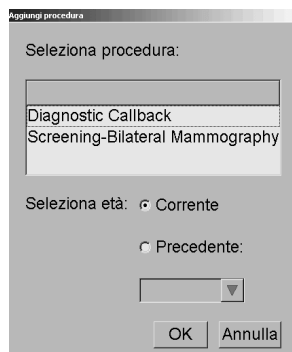 Aggiungi procedura
Seleziona procedura:
Diagnostic Callback
Screening-Bilateral Mammography
Seleziona età: Corrente
Precedente:
OK Annulla